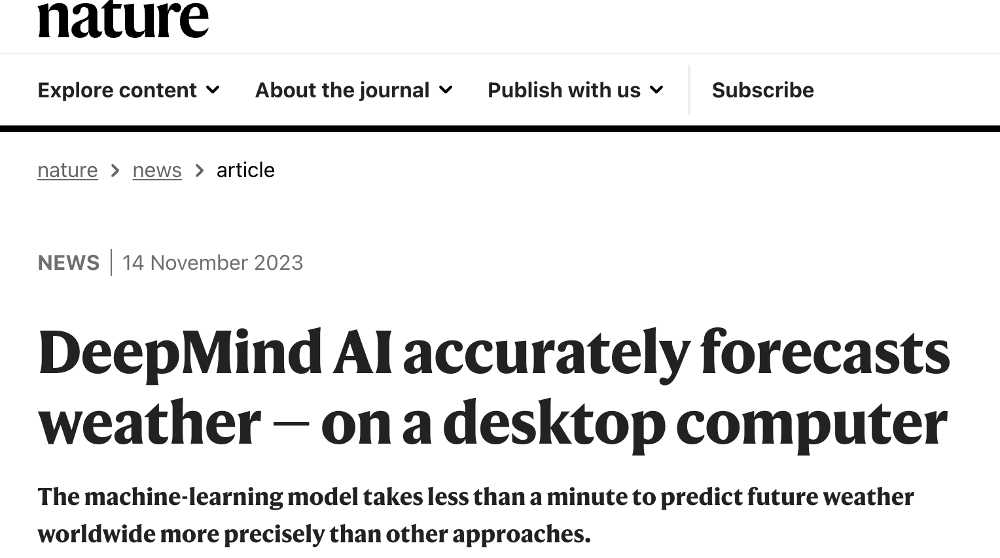 nature
Explore content
About the journal
Publish with us
Subscribe
nature > news > article
NEWS | 14 November 2023
DeepMind AI accurately forecasts
weather — on a desktop computer
The machine-learning model takes less than a minute to predict future weather
worldwide more precisely than other approaches.